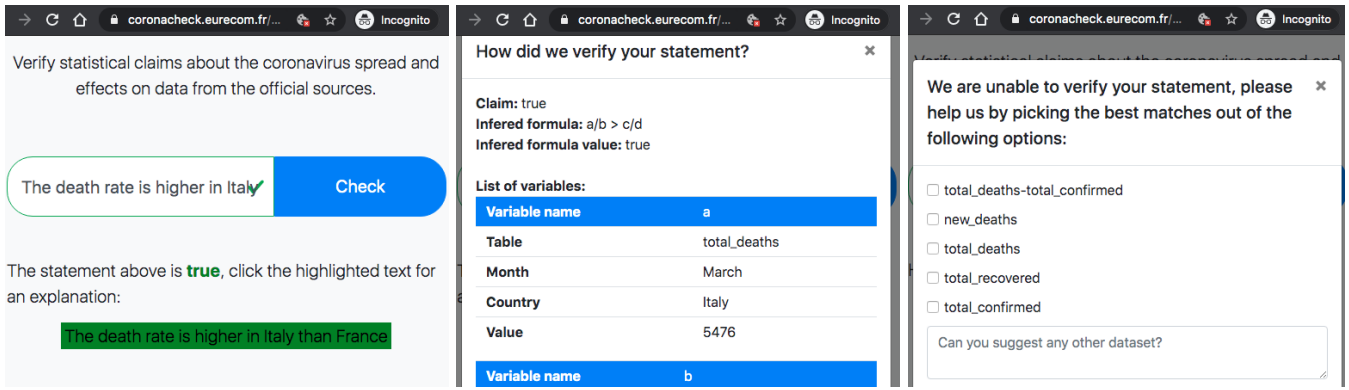 coronacheck.eurecom.fr/...
Incognito
Verify statistical claims about the coronavirus spread and
effects on data from the official sources.
The death rate is higher in Italy
Check
The statement above is true, click the highlighted text for
an explanation:
The death rate is higher in Italy than France
coronacheck.eurecom.fr/...
Incognito
How did we verify your statement?
×
Claim: true
Infered formula: a/b > c/d
Infered formula value: true
List of variables:
Variable name a
Table total_deaths
Month March
Country Italy
Value 5476
Variable name b
coronacheck.eurecom.fr/...
Incognito
We are unable to verify your statement, please
help us by picking the best matches out of the
following options:
×
total_deaths-total_confirmed
new_deaths
total_deaths
total_recovered
total_confirmed
Can you suggest any other dataset?